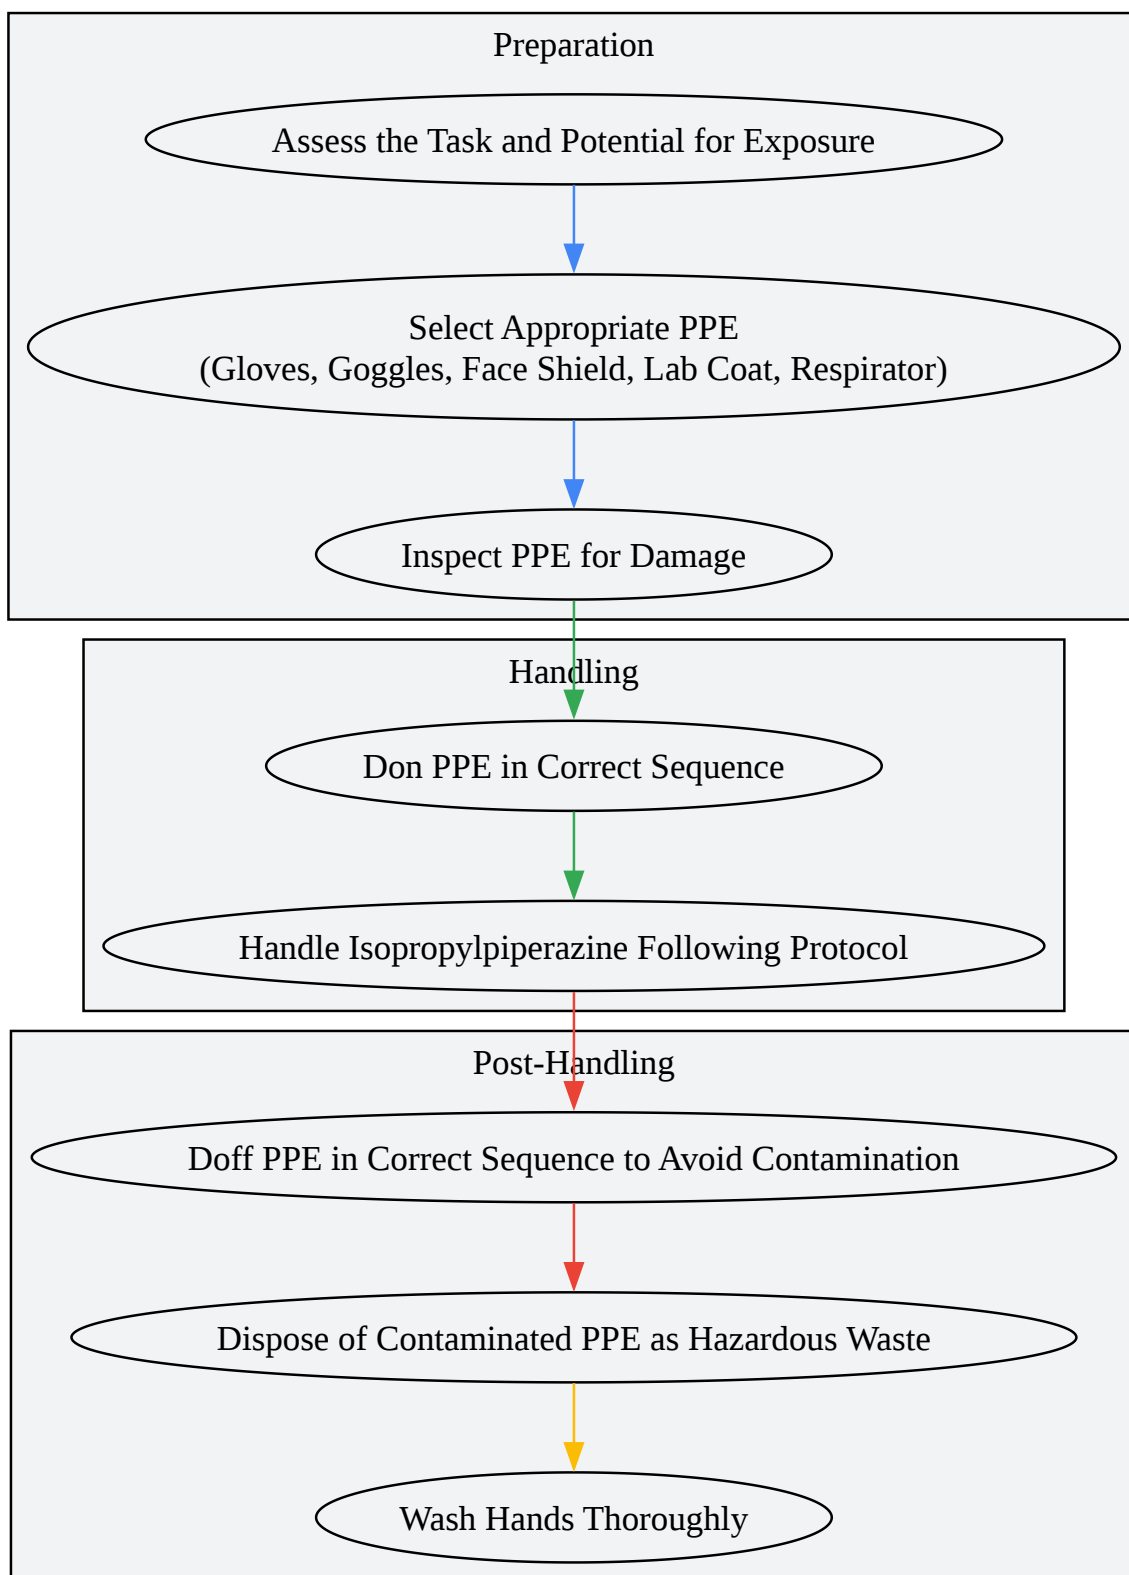 Preparation
Assess the Task and Potential for Exposure
Select Appropriate PPE
(Gloves, Goggles, Face Shield, Lab Coat, Respirator)
Inspect PPE for Damage
Handling
Don PPE in Correct Sequence
Handle Isopropylpiperazine Following Protocol
Post-Handling
Doff PPE in Correct Sequence to Avoid Contamination
Dispose of Contaminated PPE as Hazardous Waste
Wash Hands Thoroughly